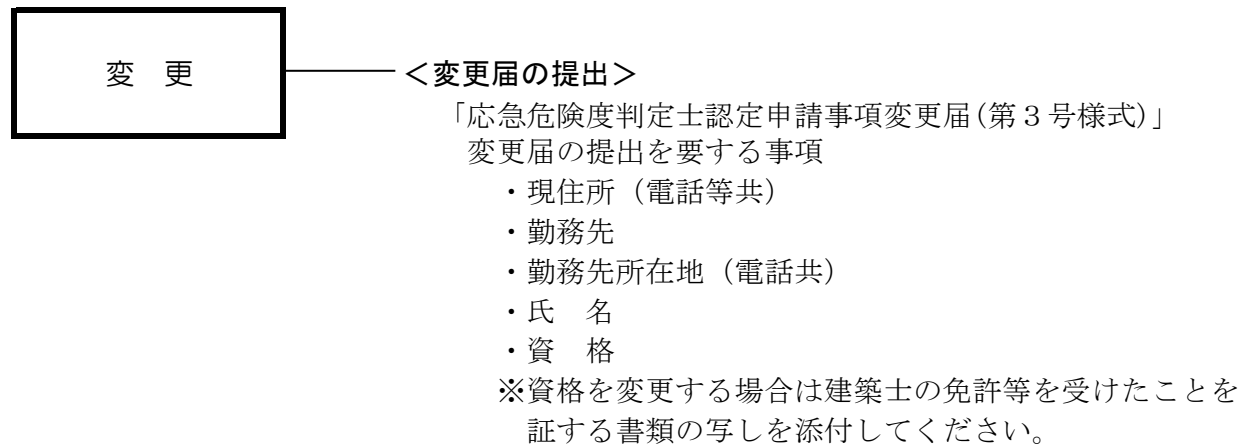 変　更
＜変更届の提出＞
「応急危険度判定士認定申請事項変更届(第３号様式)」
変更届の提出を要する事項
・現住所（電話等共）
・勤務先
・勤務先所在地（電話共）
・氏　名
・資　格
※資格を変更する場合は建築士の免許等を受けたことを
証する書類の写しを添付してください。